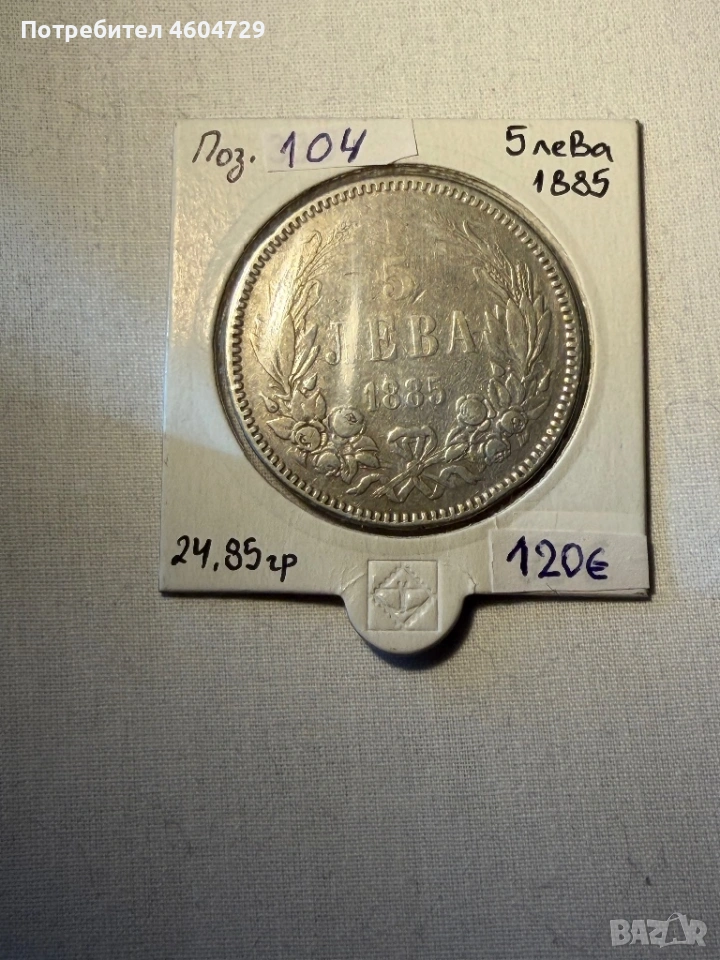 Потребител 4604729
Поз. 104
5 лева
1885
5
ЛЕВА
1885
24,85гр
120€
BAZAR